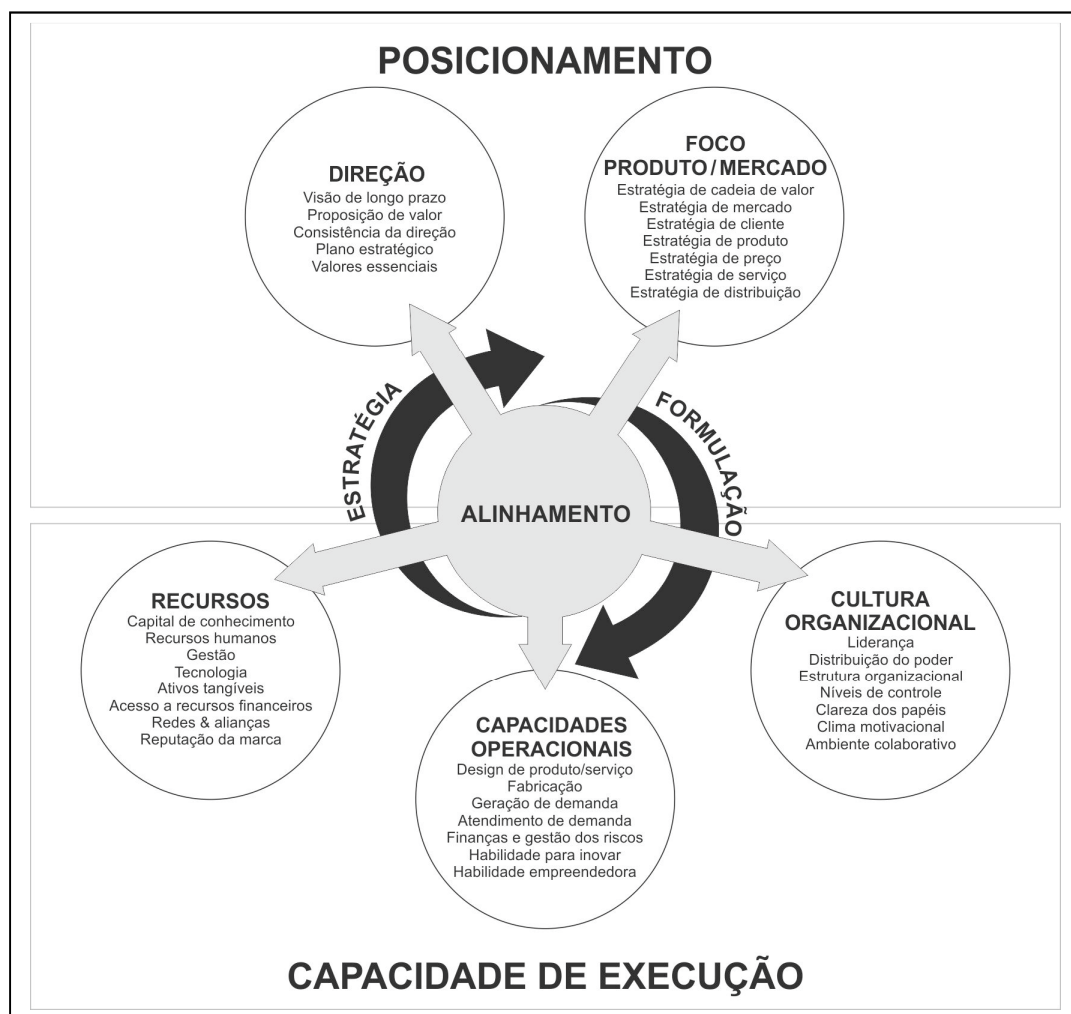 POSICIONAMENTO
DIREÇÃO
Visão de longo prazo
Proposição de valor
Consistência da direção
Plano estratégico
Valores essenciais
FOCO
PRODUTO / MERCADO
Estratégia de cadeia de valor
Estratégia de mercado
Estratégia de cliente
Estratégia de produto
Estratégia de preço
Estratégia de serviço
Estratégia de distribuição
ESTRATÉGIA
FORMULAÇÃO
ALINHAMENTO
RECURSOS
Capital de conhecimento
Recursos humanos
Gestão
Tecnologia
Ativos tangíveis
Acesso a recursos financeiros
Redes & alianças
Reputação da marca
CAPACIDADES
OPERACIONAIS
Design de produto/serviço
Fabricação
Geração de demanda
Atendimento de demanda
Finanças e gestão dos riscos
Habilidade para inovar
Habilidade empreendedora
CULTURA
ORGANIZACIONAL
Liderança
Distribuição do poder
Estrutura organizacional
Níveis de controle
Clareza dos papéis
Clima motivacional
Ambiente colaborativo
CAPACIDADE DE EXECUÇÃO